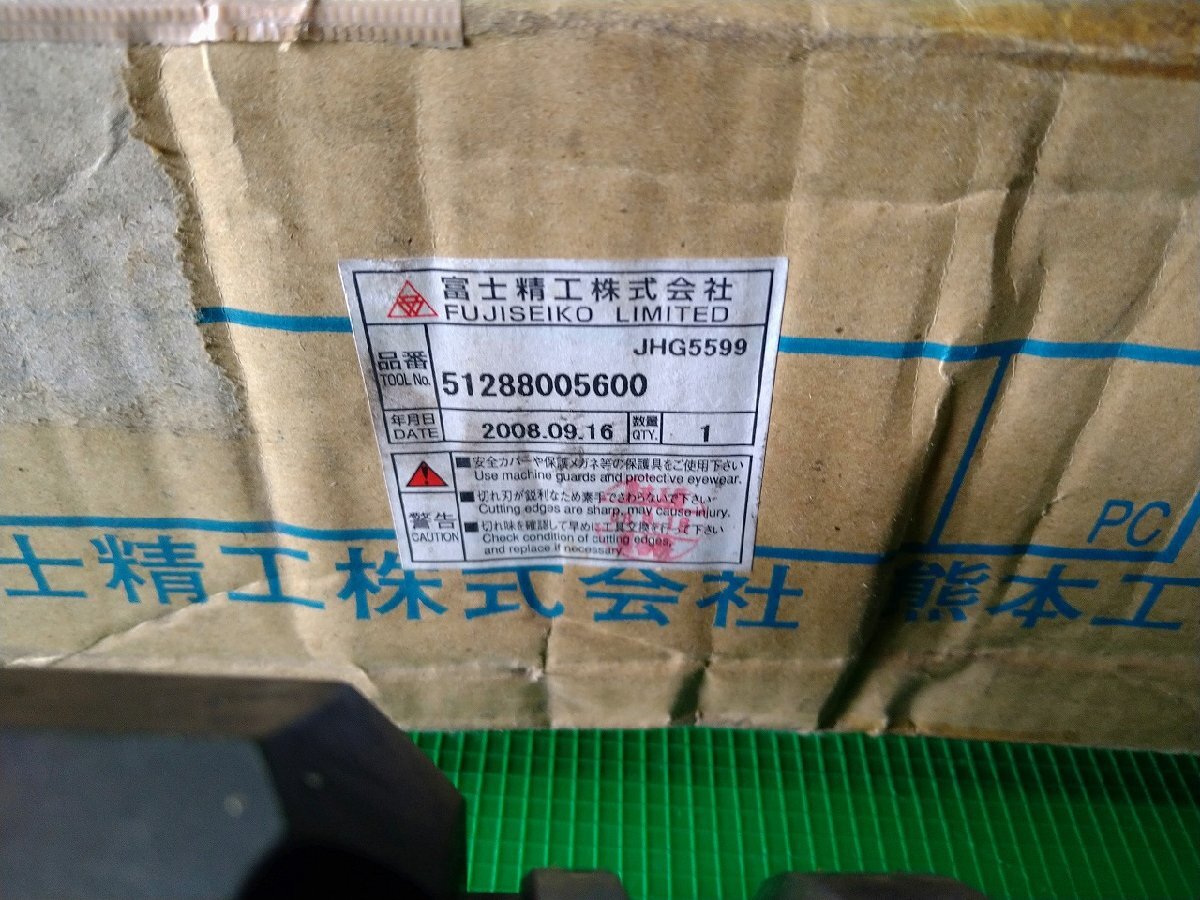 富士精工株式会社
FUJISEIKO LIMITED
JHG5599
品番
TOOL No.
51288005600
年月日
DATE
2008.09.16
数量
QTY.
1
■安全カバーや保護メガネ等の保護具をご使用下さい
Use machine guards and protective eyewear.
■切れ刃が鋭利なため素手でさわらないで下さい
Cutting edges are sharp, may cause injury.
警告
CAUTION
■切れ味を確認して早めに工具交換を行って下さい
Check condition of cutting edges,
and replace if necessary.
PC
士精工株式会社 熊本工